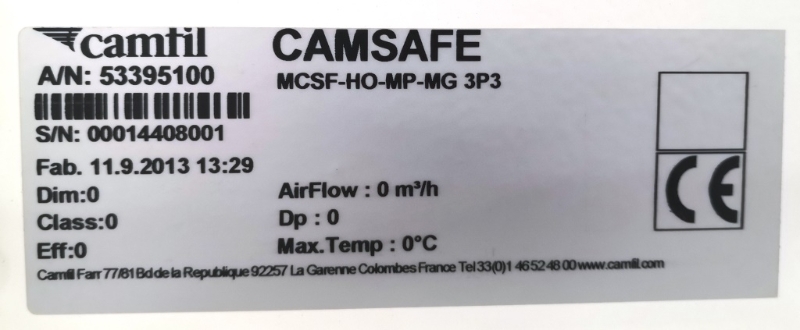 camfil
CAMSAFE
A/N: 53395100
MCSF-HO-MP-MG 3P3
S/N: 00014408001
Fab. 11.9.2013 13:29
Dim:0
AirFlow : 0 m³/h
Class:0
Dp : 0
Eff:0
Max.Temp : 0°C
CE
Camfil Farr 77/81 Bd de la Republique 92257 La Garenne Colombes France Tel 33(0)1 46 52 48 00 www.camfil.com